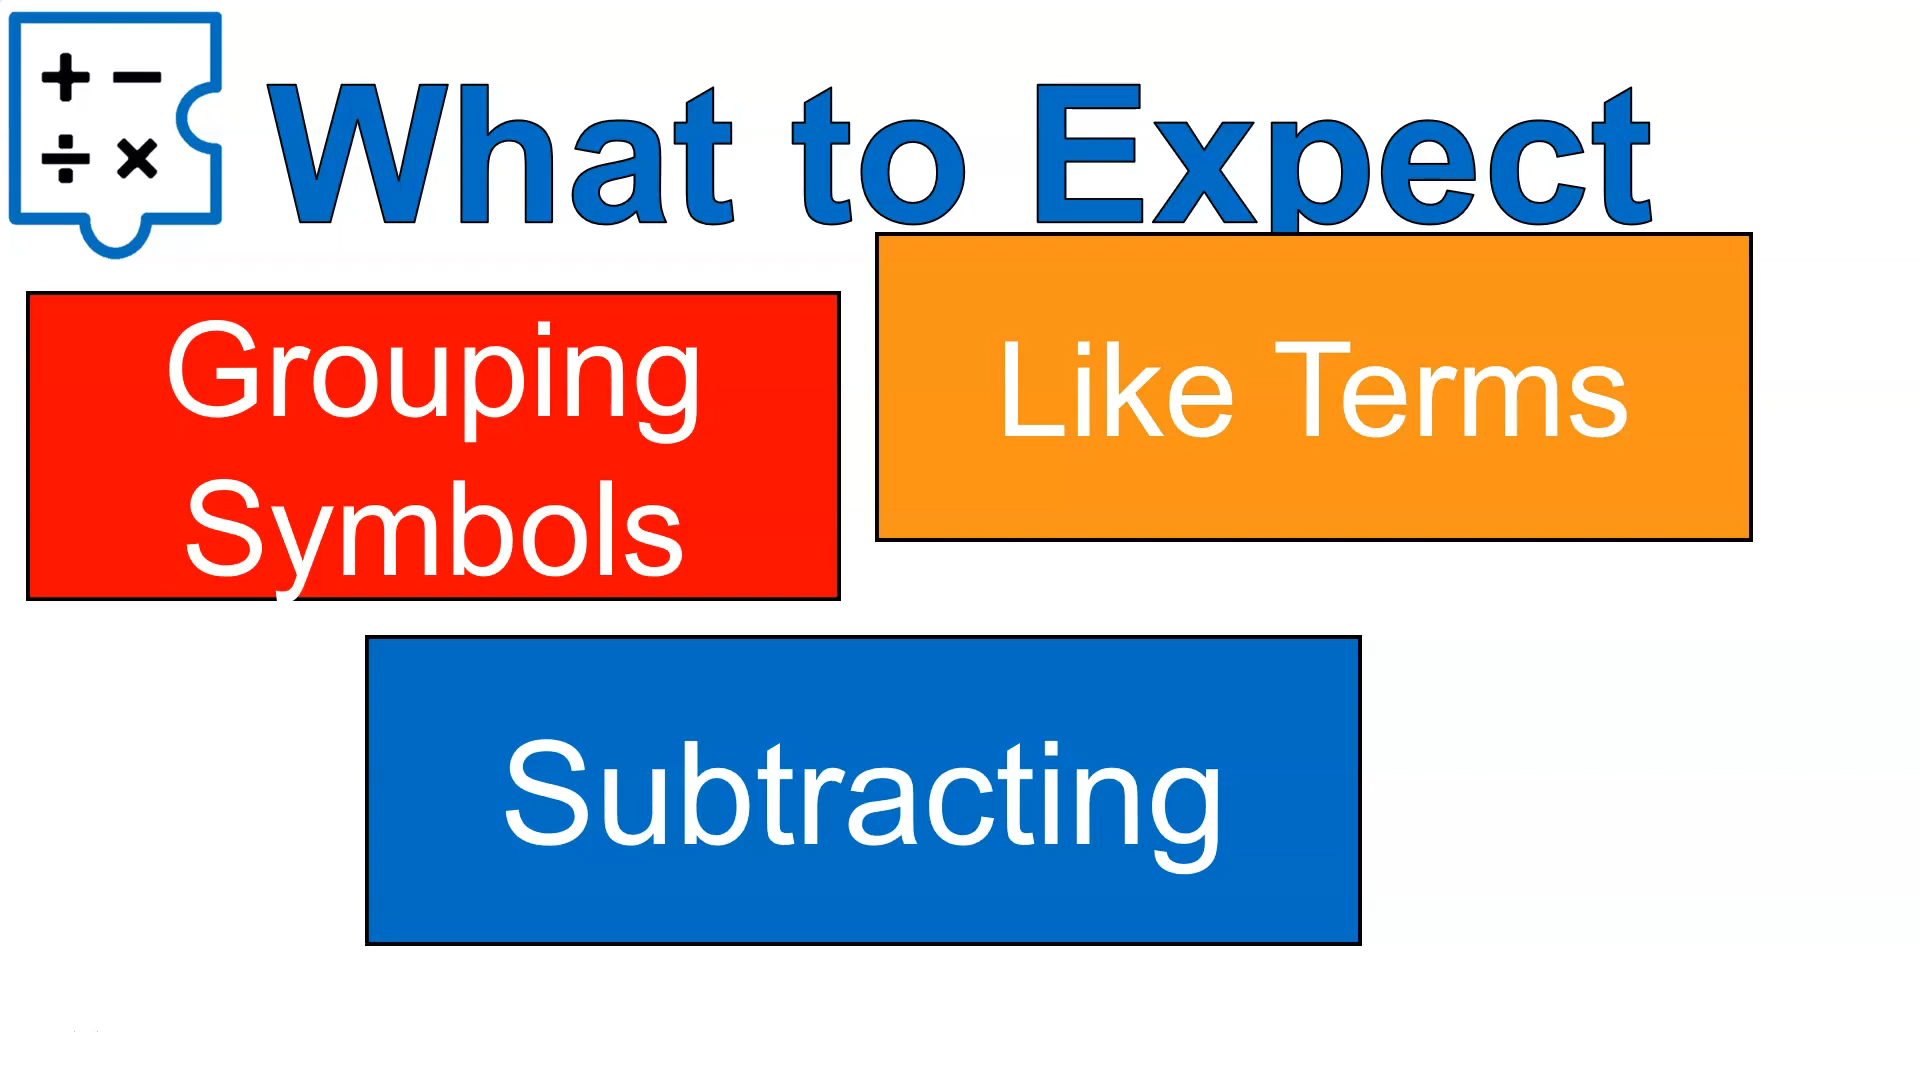 + −
÷ ×
What to Expect
Grouping
Symbols
Like Terms
Subtracting